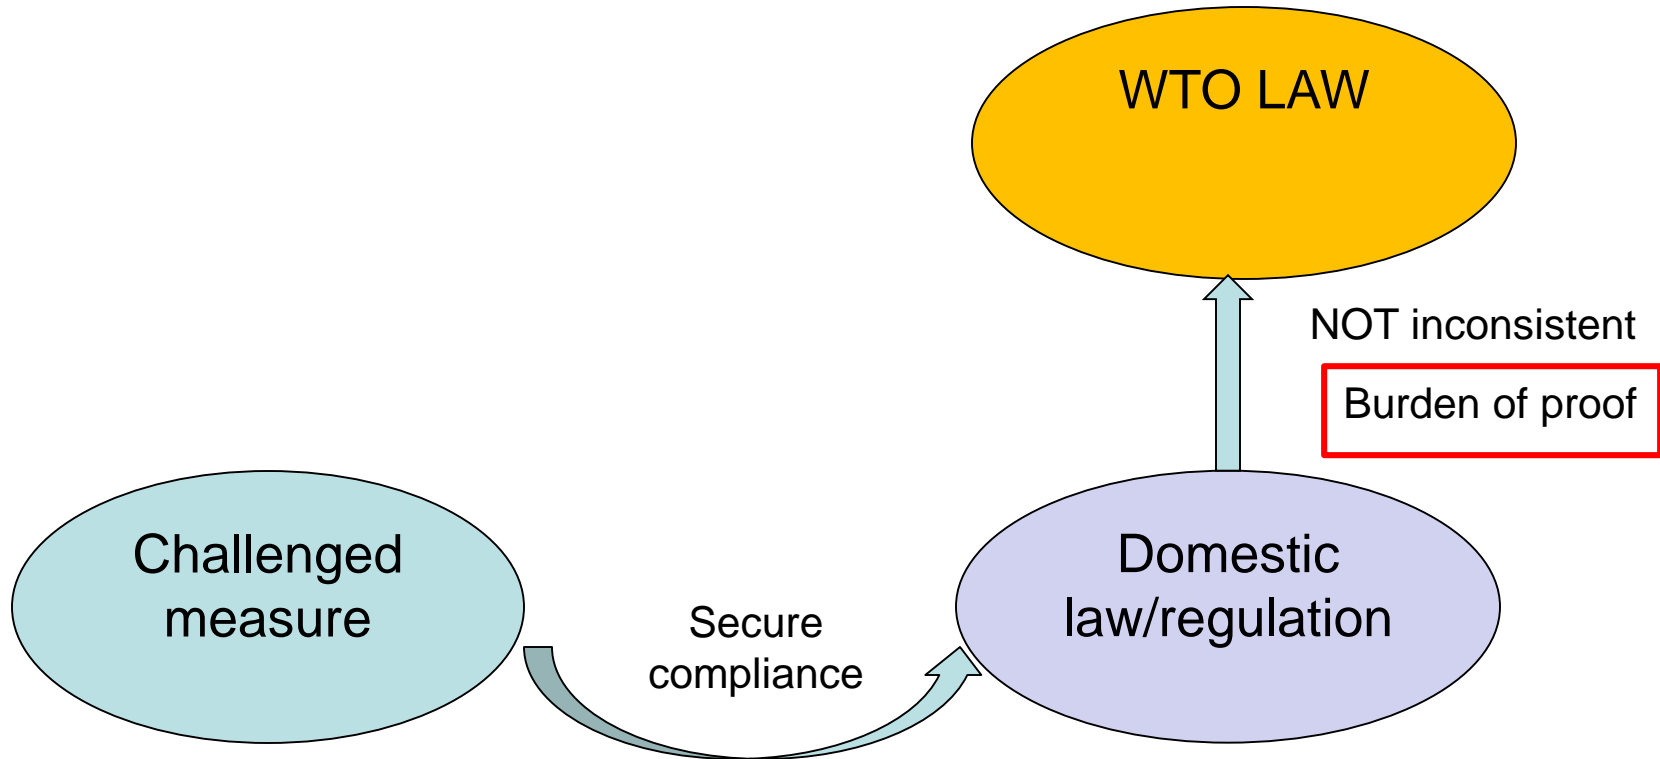 WTO LAW
NOT inconsistent
Burden of proof
Challenged
measure
Secure
compliance
Domestic
law/regulation